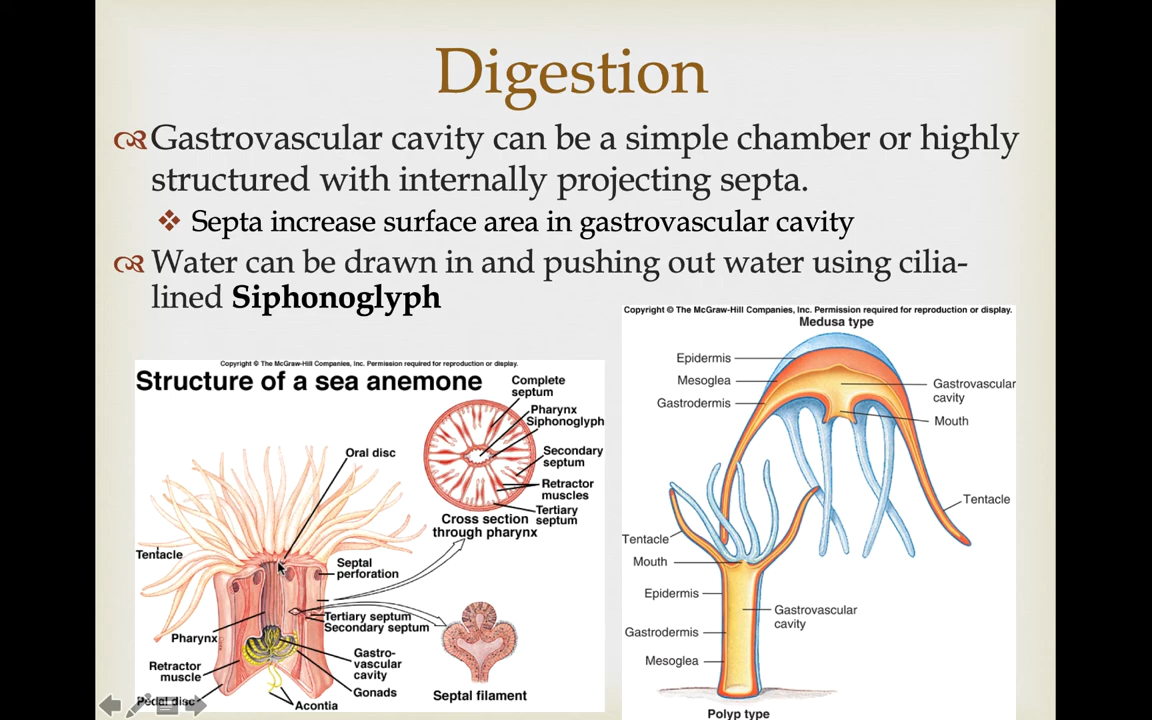 Digestion
Gastrovascular cavity can be a simple chamber or highly
structured with internally projecting septa.
Septa increase surface area in gastrovascular cavity
Water can be drawn in and pushing out water using cilia-
lined Siphonoglyph
Copyright © The McGraw-Hill Companies, Inc. Permission required for reproduction or display.
Structure of a sea anemone
Complete
septum
Pharynx
Siphonoglyph
Secondary
septum
Retractor
muscles
Tertiary
septum
Cross section
through pharynx
Oral disc
Tentacle
Septal
perforation
Tertiary septum
Secondary septum
Pharynx
Gastro-
vascular
cavity
Retractor
muscle
Gonads
Pedal disc
Acontia
Septal filament
Copyright © The McGraw-Hill Companies, Inc. Permission required for reproduction or display.
Medusa type
Epidermis
Mesoglea
Gastrodermis
Gastrovascular
cavity
Mouth
Tentacle
Tentacle
Mouth
Epidermis
Gastrovascular
cavity
Gastrodermis
Mesoglea
Polyp type